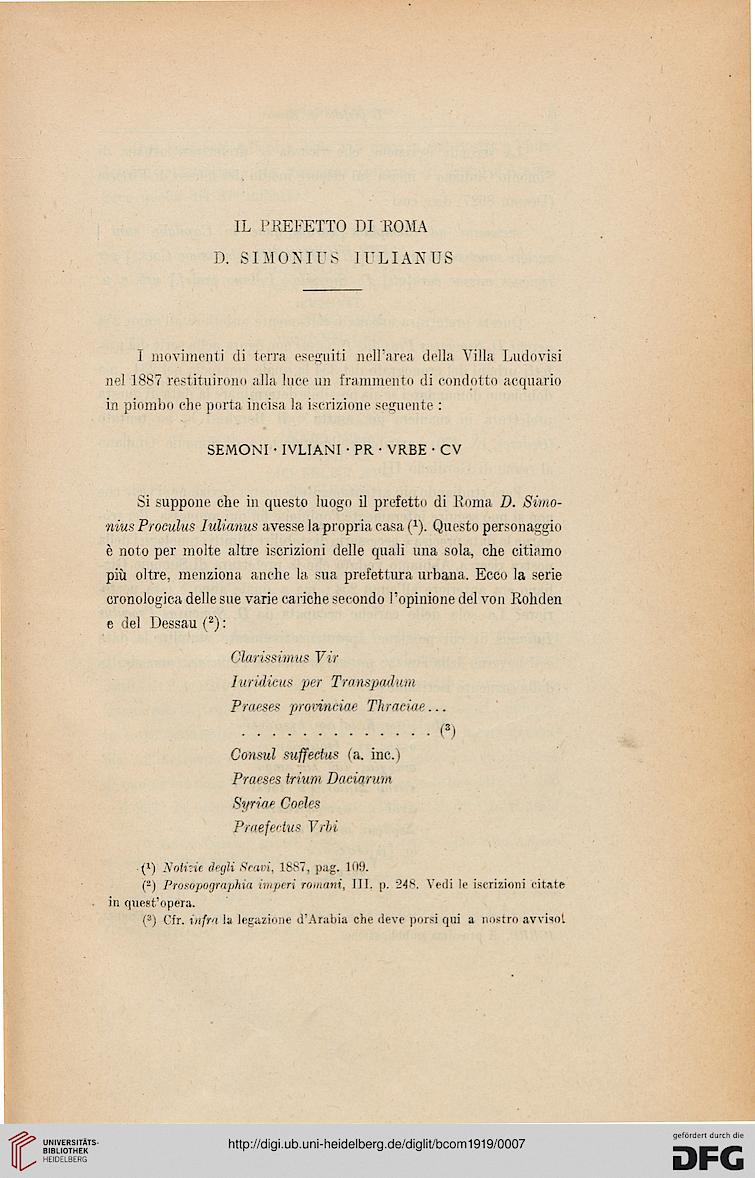 IL PREFETTO DI ROMA
D. SIMONIUS IULIANUS
I movimenti di terra eseguiti nell'area della Villa Ludovisi
nel 1887 restituirono alla luce un frammento di condotto acquario
in piombo che porta incisa la iscrizione seguente :
SEMONI · IVLIANI · PR · VRBE · CV
Si suppone che in questo luogo il prefetto di Roma D. Simo-
nius Proculus Iulianus avesse la propria casa (¹). Questo personaggio
è noto per molte altre iscrizioni delle quali una sola, che citiamo
più oltre, menziona anche la sua prefettura urbana. Ecco la serie
cronologica delle sue varie cariche secondo l'opinione del von Rohden
e del Dessau (²):
Clarissimus Vir
Iuridicus per Transpadum
Praeses provinciae Thraciae...
. . . . . . . . . . . . . (³)
Consul suffectus (a. inc.)
Praeses trium Daciarum
Syriae Coeles
Praefectus Vrbi
(¹) Notizie degli Scavi, 1887, pag. 109.
(²) Prosopographia imperi romani, III. p. 248. Vedi le iscrizioni citate
in quest'opera.
(³) Cfr. infra la legazione d'Arabia che deve porsi qui a nostro avviso.
UNIVERSITÄTS-
BIBLIOTHEK
HEIDELBERG
http://digi.ub.uni-heidelberg.de/diglit/bcom1919/0007
gefördert durch die
DFG